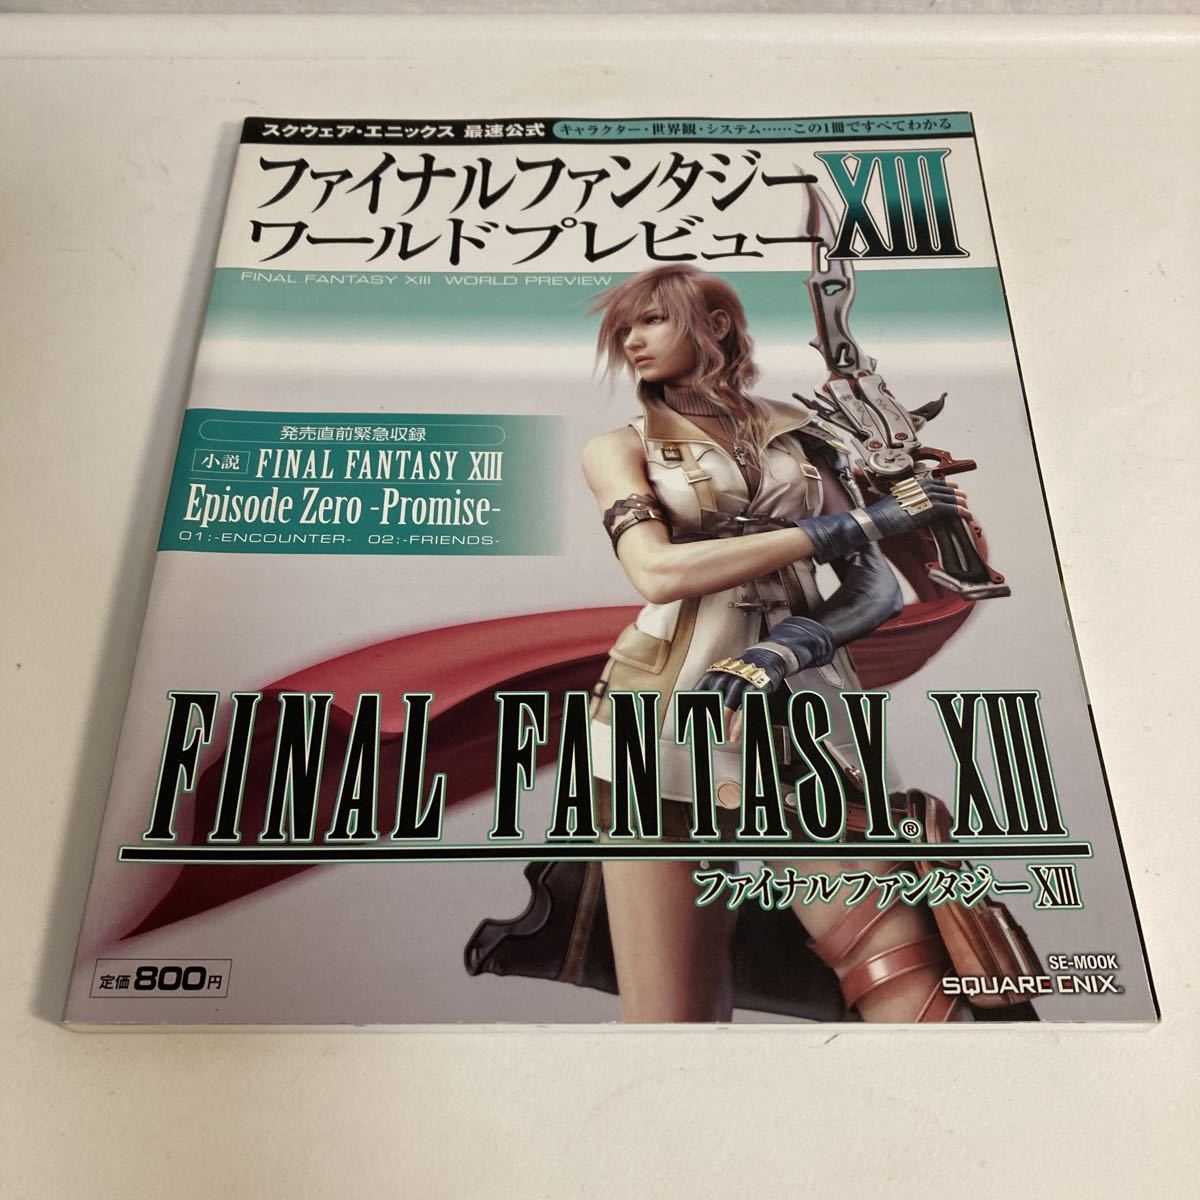 スクウェア・エニックス 最速公式 キャラクター・世界観・システム……この1冊ですべてわかる
ファイナルファンタジーXIII
ワールドプレビュー
FINAL FANTASY XIII WORLD PREVIEW
発売直前緊急収録
小説 FINAL FANTASY XIII
Episode Zero -Promise-
01:-ENCOUNTER- 02:-FRIENDS-
FINAL FANTASY® XIII
ファイナルファンタジーXIII
定価800円
SE-MOOK
SQUARE ENIX®